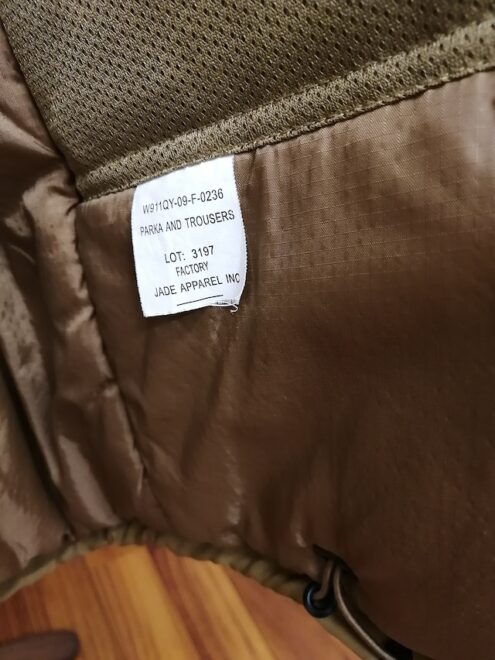 W911QY-09-F-0236
PARKA AND TROUSERS
LOT: 3197
FACTORY
JADE APPAREL INC